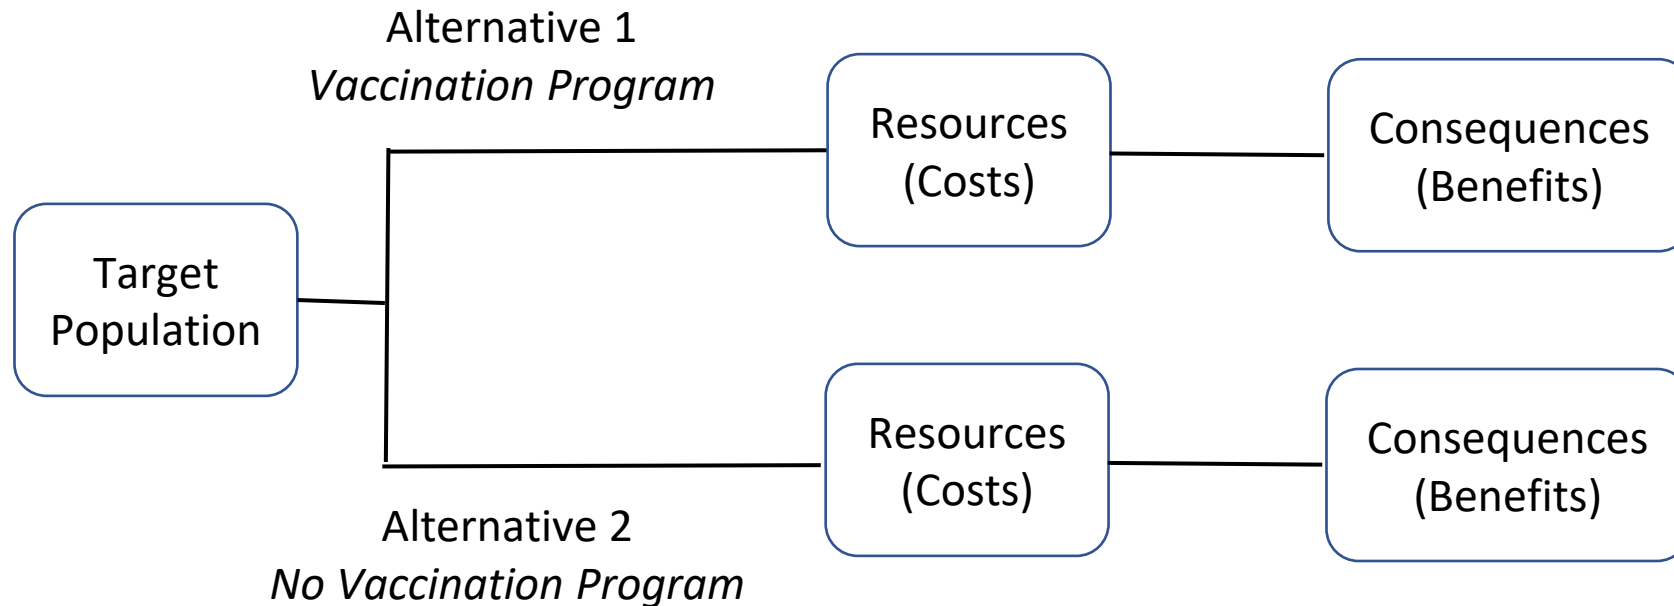 Alternative 1
Vaccination Program
Resources
(Costs)
Consequences
(Benefits)
Target
Population
Resources
(Costs)
Consequences
(Benefits)
Alternative 2
No Vaccination Program